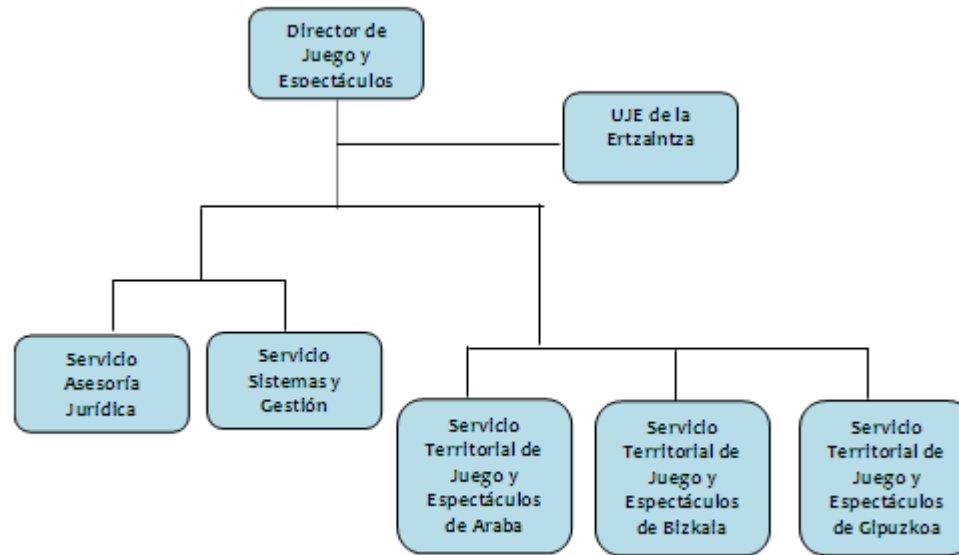 Director de
Juego y
Espectáculos
UJE de la
Ertzaintza
Servicio
Asesoría
Jurídica
Servicio
Sistemas y
Gestión
Servicio
Territorial de
Juego y
Espectáculos
de Araba
Servicio
Territorial de
Juego y
Espectáculos
de Bizkaia
Servicio
Territorial de
Juego y
Espectáculos
de Gipuzkoa